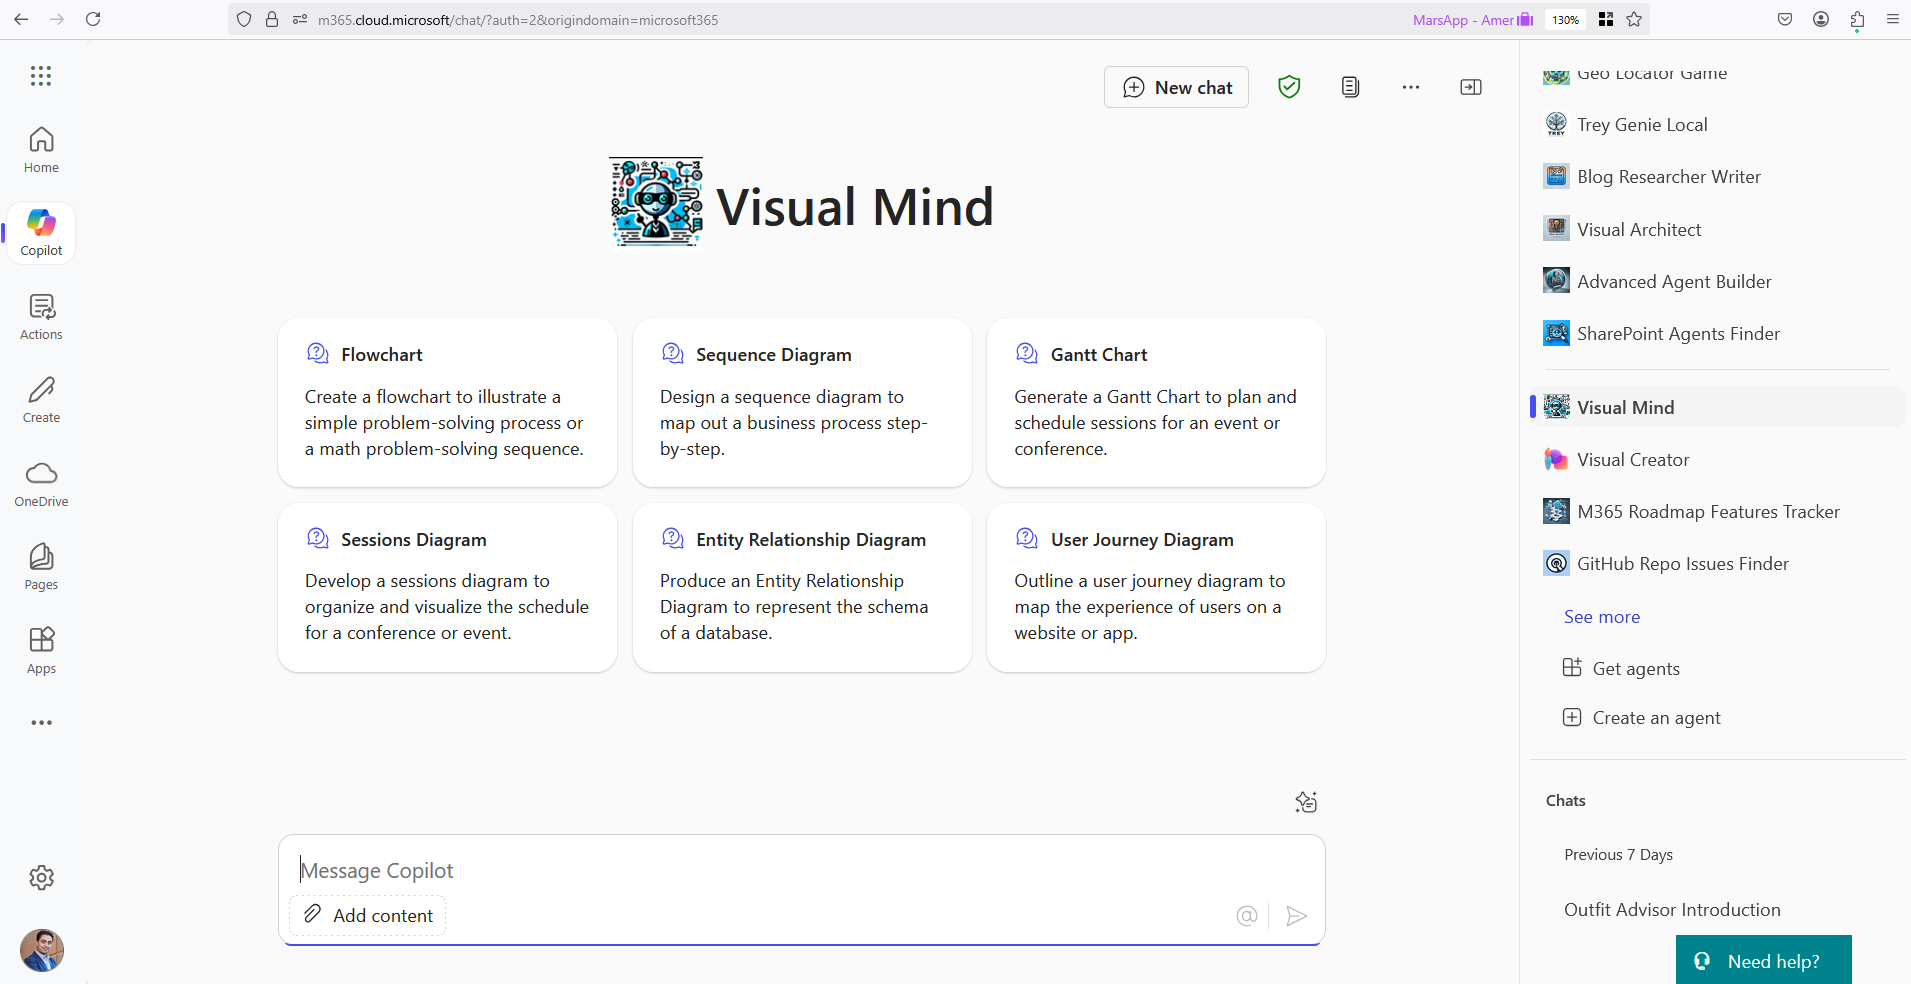 m365.cloud.microsoft/chat/?auth=2&origindomain=microsoft365
MarsApp - Amer
130%
Home
Copilot
Actions
Create
OneDrive
Pages
Apps
New chat
Visual Mind
Flowchart
Create a flowchart to illustrate a
simple problem-solving process or
a math problem-solving sequence.
Sequence Diagram
Design a sequence diagram to
map out a business process step-
by-step.
Gantt Chart
Generate a Gantt Chart to plan and
schedule sessions for an event or
conference.
Sessions Diagram
Develop a sessions diagram to
organize and visualize the schedule
for a conference or event.
Entity Relationship Diagram
Produce an Entity Relationship
Diagram to represent the schema
of a database.
User Journey Diagram
Outline a user journey diagram to
map the experience of users on a
website or app.
Message Copilot
Add content
Geo Locator Game
TREY
Trey Genie Local
Blog Researcher Writer
Visual Architect
Advanced Agent Builder
SharePoint Agents Finder
Visual Mind
Visual Creator
M365 Roadmap Features Tracker
GitHub Repo Issues Finder
See more
Get agents
Create an agent
Chats
Previous 7 Days
Outfit Advisor Introduction
Need help?